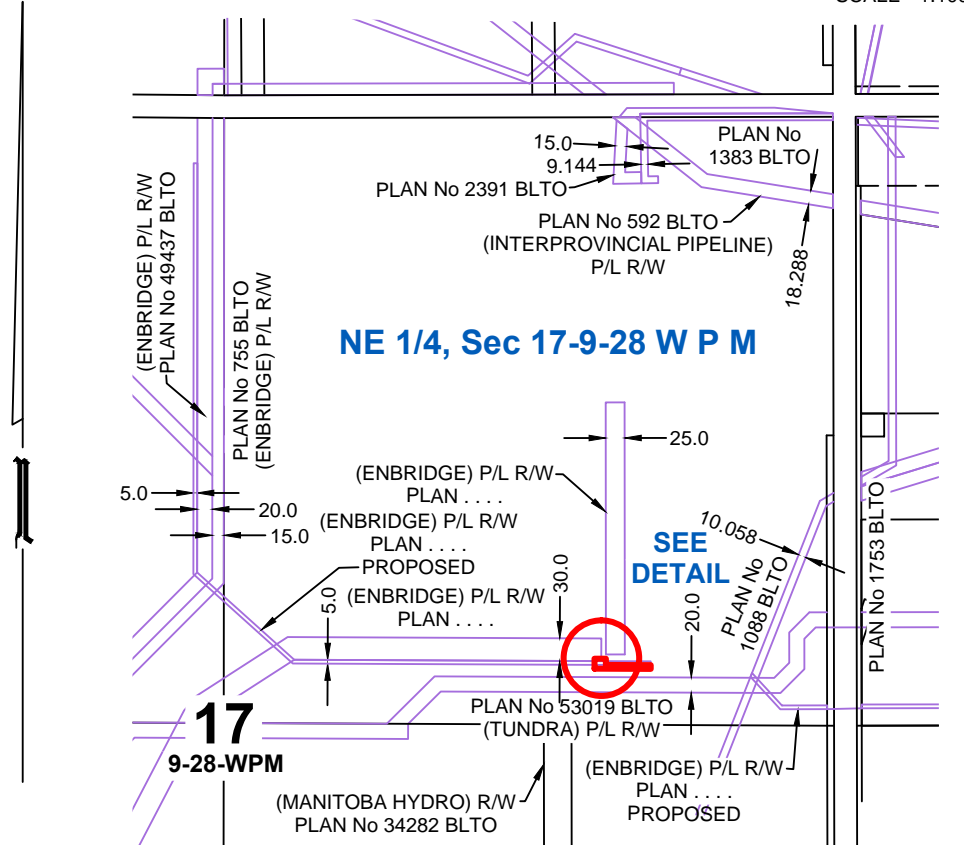 15.0
9.144
PLAN No 2391 BLTO
PLAN No
1383 BLTO
PLAN No 592 BLTO
(INTERPROVINCIAL PIPELINE)
P/L R/W
18.288
(ENBRIDGE) P/L R/W
PLAN No 49437 BLTO
PLAN No 755 BLTO
(ENBRIDGE) P/L R/W
NE 1/4, Sec 17-9-28 W P M
25.0
(ENBRIDGE) P/L R/W
PLAN . . . .
5.0
20.0
15.0
(ENBRIDGE) P/L R/W
PLAN . . . .
PROPOSED
(ENBRIDGE) P/L R/W
PLAN . . . .
5.0
30.0
SEE
DETAIL
20.0
10.058
PLAN No
1088 BLTO
PLAN No 1753 BLTO
17
9-28-WPM
PLAN No 53019 BLTO
(TUNDRA) P/L R/W
(ENBRIDGE) P/L R/W
PLAN . . . .
PROPOSED
(MANITOBA HYDRO) R/W
PLAN No 34282 BLTO